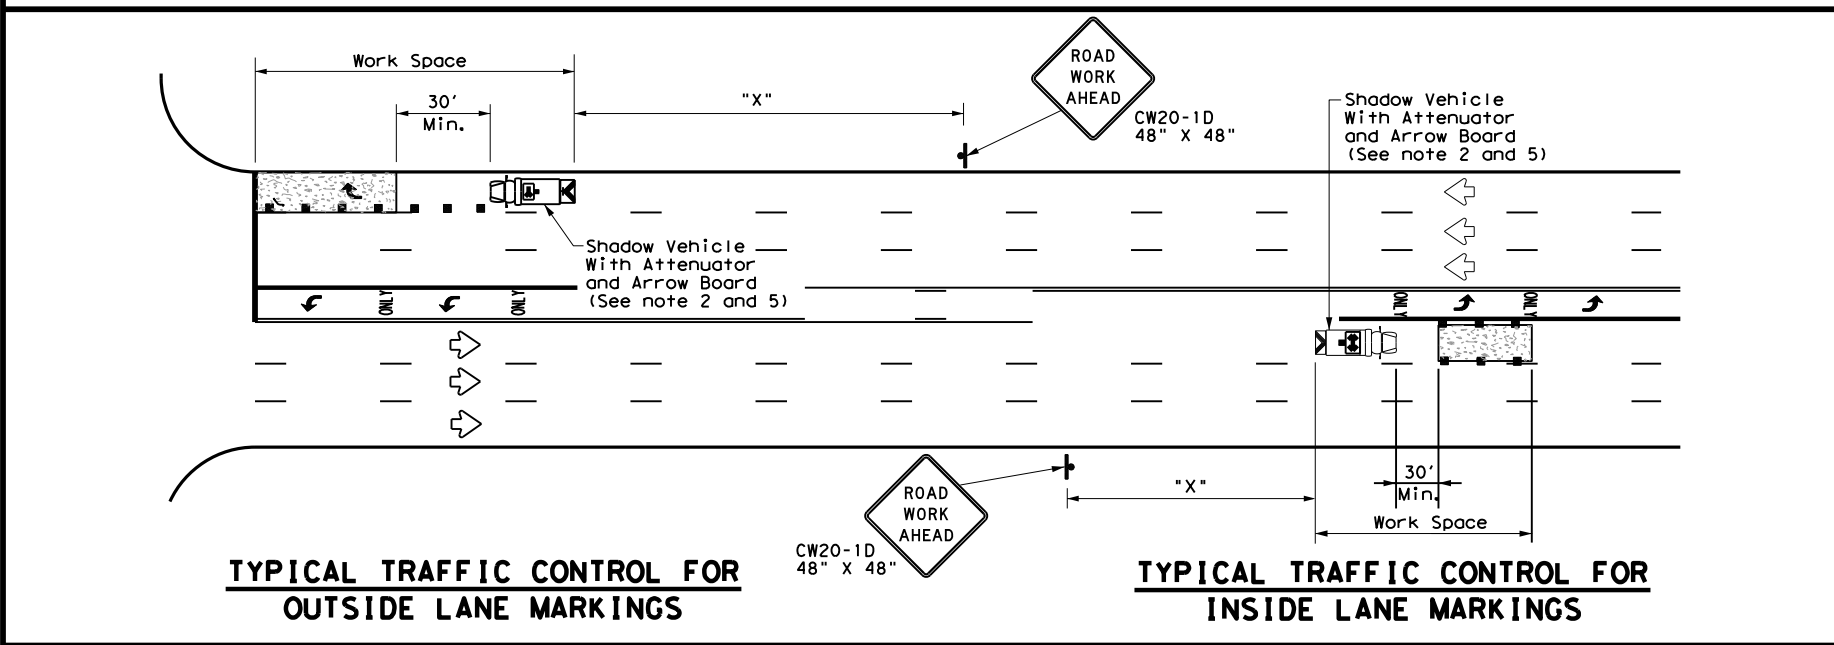 Work Space
30'
Min.
"X"
ROAD
WORK
AHEAD
CW20-1D
48" X 48"
Shadow Vehicle
With Attenuator
and Arrow Board
(See note 2 and 5)
Shadow Vehicle
With Attenuator
and Arrow Board
(See note 2 and 5)
ONLY
ONLY
ONLY
ONLY
ROAD
WORK
AHEAD
CW20-1D
48" X 48"
"X"
30'
Min.
Work Space
TYPICAL TRAFFIC CONTROL FOR
OUTSIDE LANE MARKINGS
TYPICAL TRAFFIC CONTROL FOR
INSIDE LANE MARKINGS